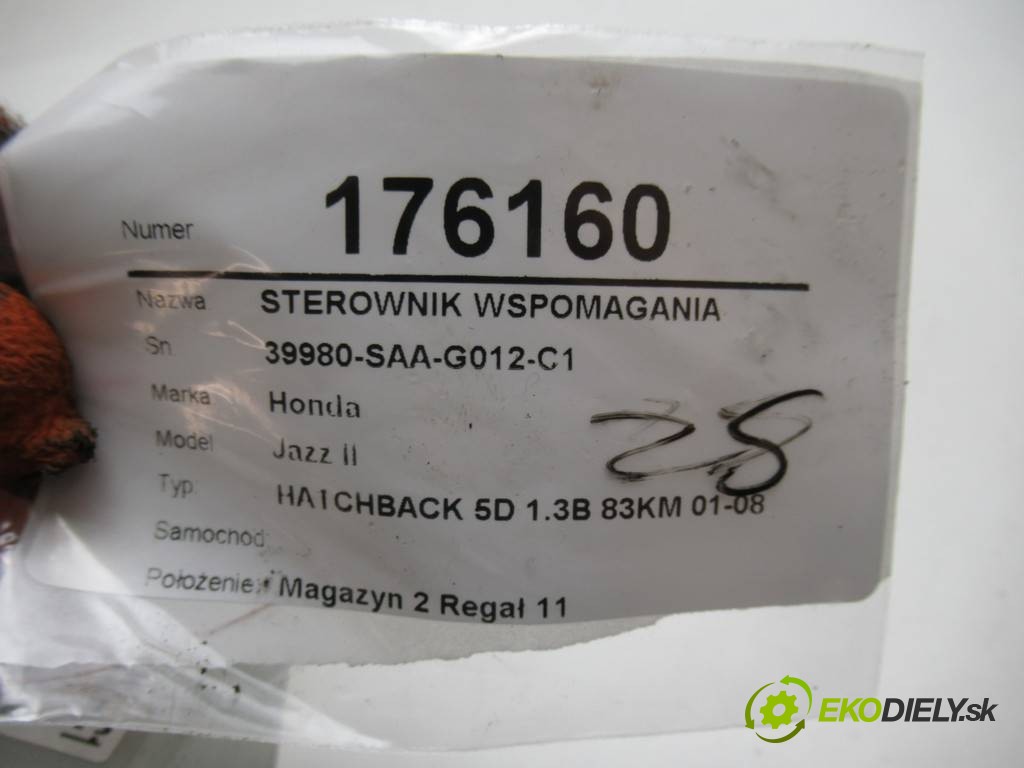 Numer 176160
Nazwa STEROWNIK WSPOMAGANIA
Sn 39980-SAA-G012-C1
Marka Honda
Model Jazz II
Typ HATCHBACK 5D 1.3B 83KM 01-08
28
Samochod
Położenie: Magazyn 2 Regał 11
EKODIELY.sk